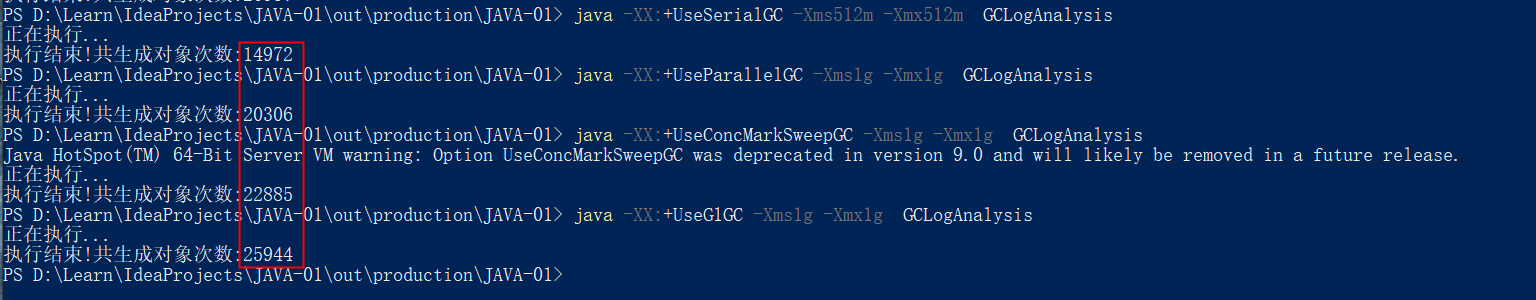 PS D:\Learn\IdeaProjects\JAVA-01\out\production\JAVA-01> java -XX:+UseSerialGC -Xms512m -Xmx512m  GCLogAnalysis
正在执行...
执行结束!共生成对象次数:14972
PS D:\Learn\IdeaProjects\JAVA-01\out\production\JAVA-01> java -XX:+UseParallelGC -Xms1g -Xmx1g  GCLogAnalysis
正在执行...
执行结束!共生成对象次数:20306
PS D:\Learn\IdeaProjects\JAVA-01\out\production\JAVA-01> java -XX:+UseConcMarkSweepGC -Xms1g -Xmx1g  GCLogAnalysis
Java HotSpot(TM) 64-Bit Server VM warning: Option UseConcMarkSweepGC was deprecated in version 9.0 and will likely be removed in a future release.
正在执行...
执行结束!共生成对象次数:22885
PS D:\Learn\IdeaProjects\JAVA-01\out\production\JAVA-01> java -XX:+UseG1GC -Xms1g -Xmx1g  GCLogAnalysis
正在执行...
执行结束!共生成对象次数:25944
PS D:\Learn\IdeaProjects\JAVA-01\out\production\JAVA-01>